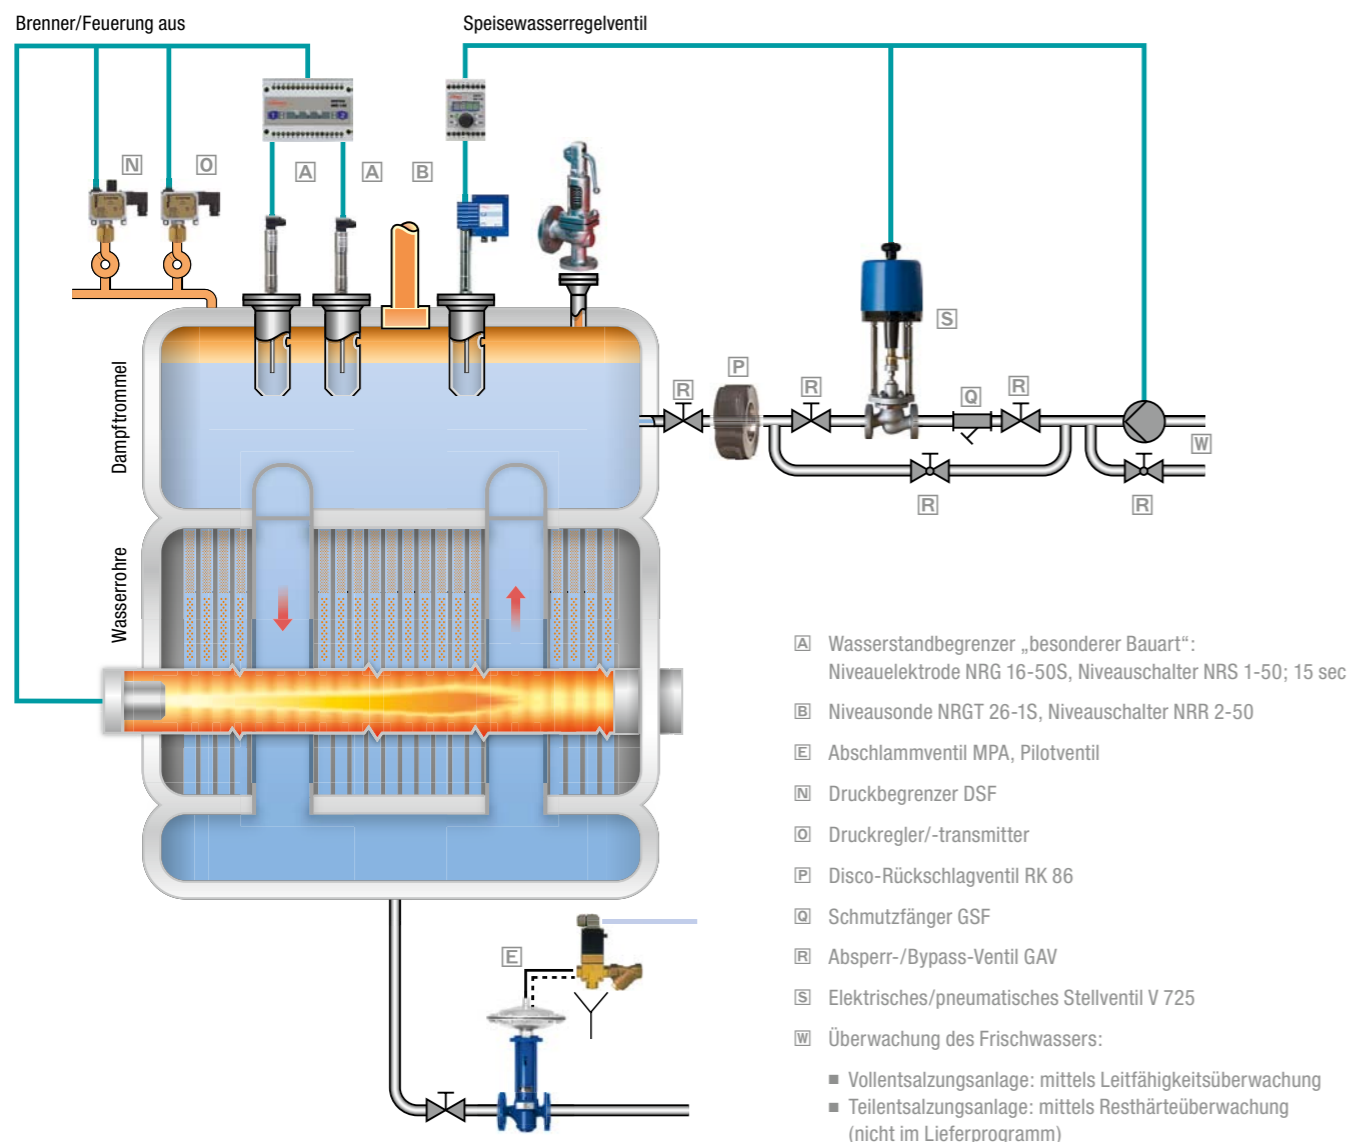 Brenner/Feuerung aus
Speisewasserregelventil
N
O
A
A
B
S
P
R
R
Q
R
W
R
R
Dampftrommel
Wasserrohre
E
A Wasserstandbegrenzer „besonderer Bauart“:
Niveauelektrode NRG 16-50S, Niveauschalter NRS 1-50; 15 sec
B Niveausonde NRGT 26-1S, Niveauschalter NRR 2-50
E Abschlammventil MPA, Pilotventil
N Druckbegrenzer DSF
O Druckregler/-transmitter
P Disco-Rückschlagventil RK 86
Q Schmutzfänger GSF
R Absperr-/Bypass-Ventil GAV
S Elektrisches/pneumatisches Stellventil V 725
W Überwachung des Frischwassers:
■ Vollentsalzungsanlage: mittels Leitfähigkeitsüberwachung
■ Teilentsalzungsanlage: mittels Resthärteüberwachung
(nicht im Lieferprogramm)